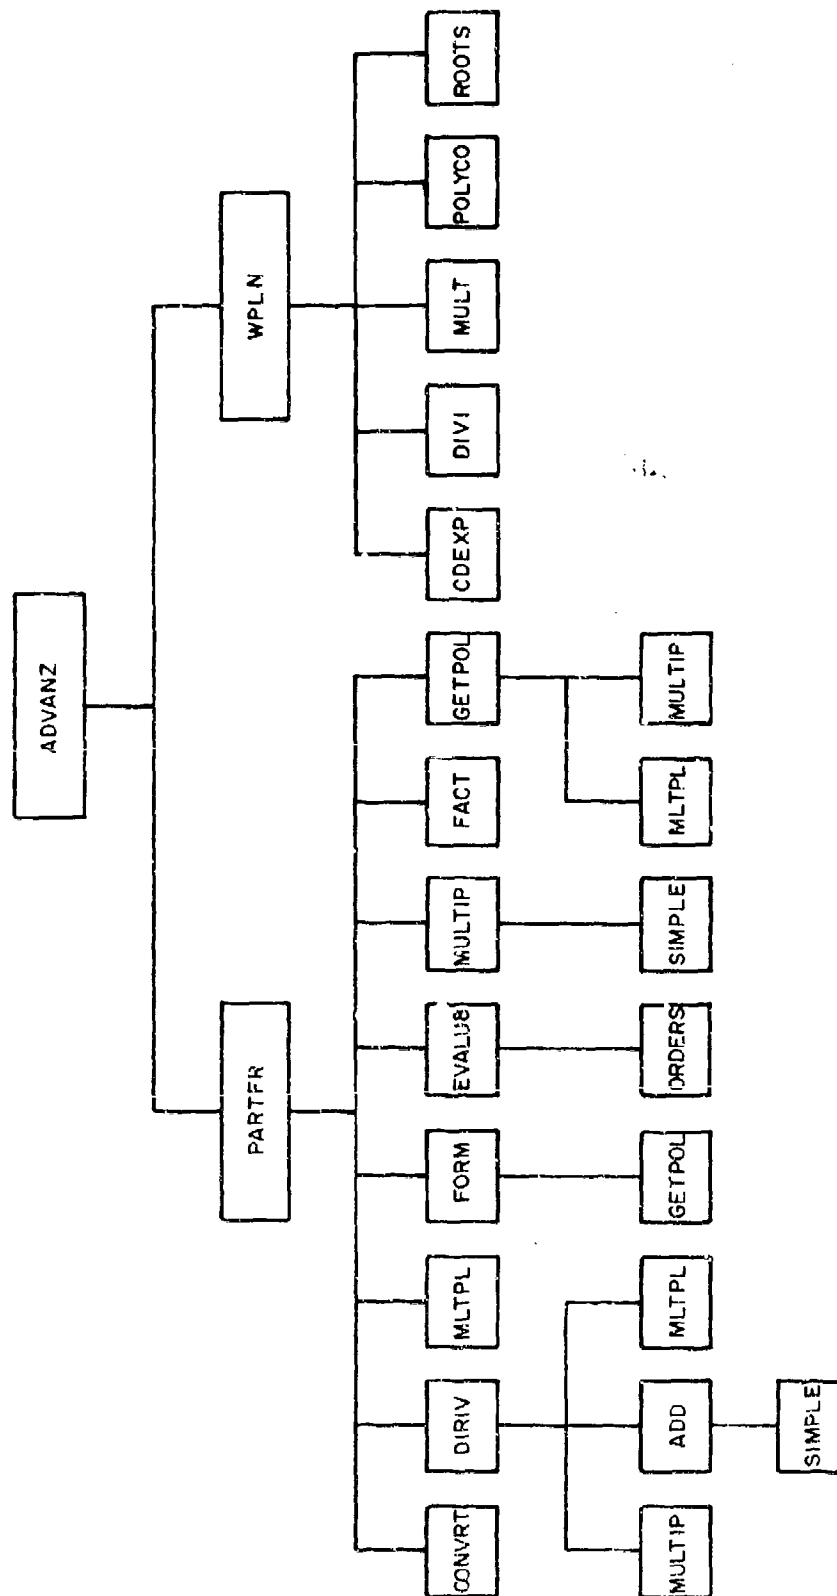 ADVANZ
PARTFR
WPLN
CONVRT
DIRIV
MLTPL
FORM
EVALU8
MULTIP
FACT
GETPOL
CDEXP
DIVI
MULT
POLYCO
ROOTS
MULTIP
ADD
MLTPL
GETPOL
ORDERS
SIMPLE
MLTPL
MULTIP
SIMPLE